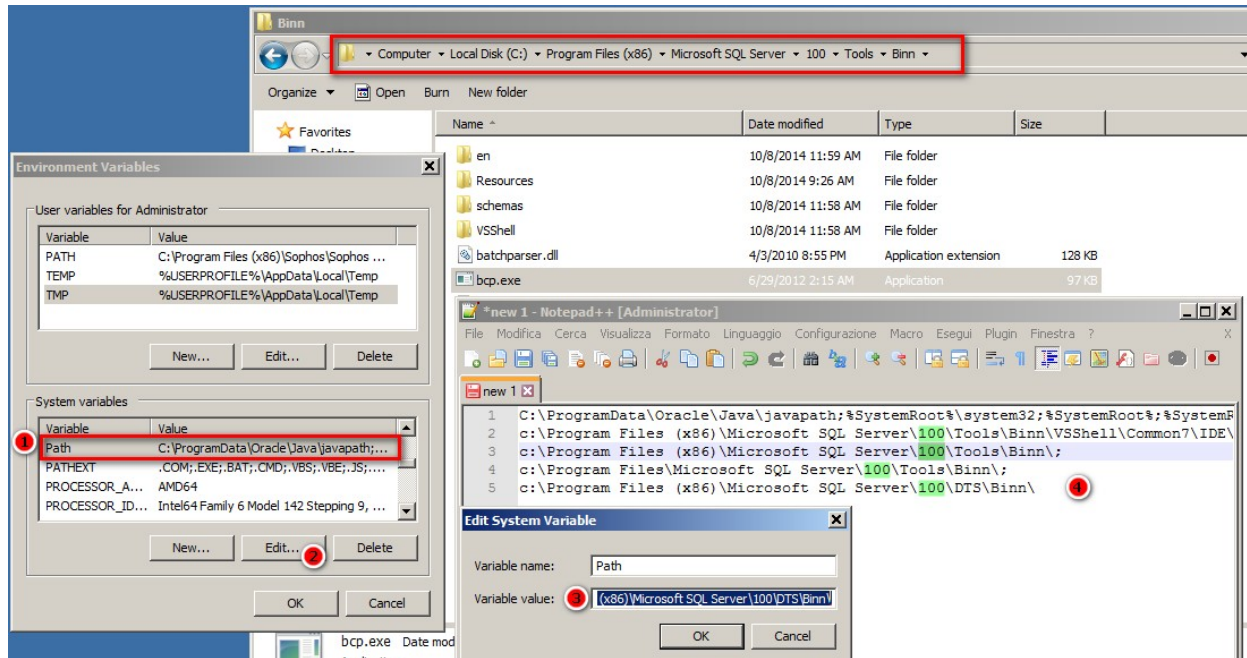 Binn
Computer Local Disk (C:) Program Files (x86) Microsoft SQL Server 100 Tools Binn
Organize Open Burn New folder
Favorites
Name Date modified Type Size
en 10/8/2014 11:59 AM File folder
Resources 10/8/2014 9:26 AM File folder
schemas 10/8/2014 11:58 AM File folder
VSShell 10/8/2014 11:58 AM File folder
batchparser.dll 4/3/2010 8:55 PM Application extension 128 KB
bcp.exe 6/29/2012 2:15 AM Application 97 KB
Environment Variables
User variables for Administrator
Variable Value
PATH C:\Program Files (x86)\Sophos\Sophos ...
TEMP %USERPROFILE%\AppData\Local\Temp
TMP %USERPROFILE%\AppData\Local\Temp
New... Edit... Delete
System variables
Variable Value
1 Path C:\ProgramData\Oracle\Java\javapath;...
PATHEXT .COM;.EXE;.BAT;.CMD;.VBS;.VBE;.JS;....
PROCESSOR_A... AMD64
PROCESSOR_ID... Intel64 Family 6 Model 142 Stepping 9, ...
New... Edit... 2 Delete
OK Cancel
*new 1 - Notepad++ [Administrator]
File Modifica Cerca Visualizza Formato Linguaggio Configurazione Macro Esegui Plugin Finestra ? X
new 1
1 C:\ProgramData\Oracle\Java\javapath;%SystemRoot%\system32;%SystemRoot%;%SystemR
2 c:\Program Files (x86)\Microsoft SQL Server\100\Tools\Binn\VSShell\Common7\IDE\
3 c:\Program Files (x86)\Microsoft SQL Server\100\Tools\Binn\;
4 c:\Program Files\Microsoft SQL Server\100\Tools\Binn\;
5 c:\Program Files (x86)\Microsoft SQL Server\100\DTS\Binn\ 4
Edit System Variable
Variable name: Path
Variable value: 3 (x86)\Microsoft SQL Server\100\DTS\Binn\
OK Cancel
bcp.exe Date mod